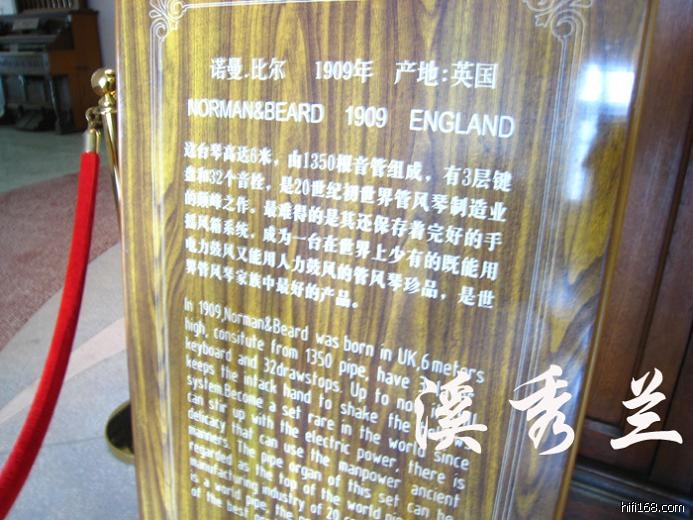 诺曼.比尔 1909年 产地:英国
NORMAN&BEARD 1909 ENGLAND
这台琴高达6米，由1350根音管组成，有3层键
盘和32个音栓，是20世纪初世界管风琴制造业
的巅峰之作。最难得的是其还保存着完好的手
摇风箱系统，成为一台在世界上少有的既能用
电力鼓风又能用人力鼓风的管风琴珍品，是世
界管风琴家族中最好的产品。
In 1909,Norman&Beard was born in UK,6meters
high, consitute from 1350 pipe, have
keyboard and 32drawstops. Up to no
keeps the intack hand to shake the
system.Become a set rare in the world since
can stir up with the electric power, there is
delicacy that can use the manpower ancient
manners. The pipe organ of this set can be
regarded as the top of the world
manufacturing industry of 20
is a world pipe, the
of the best
溪秀兰
hifi168.com